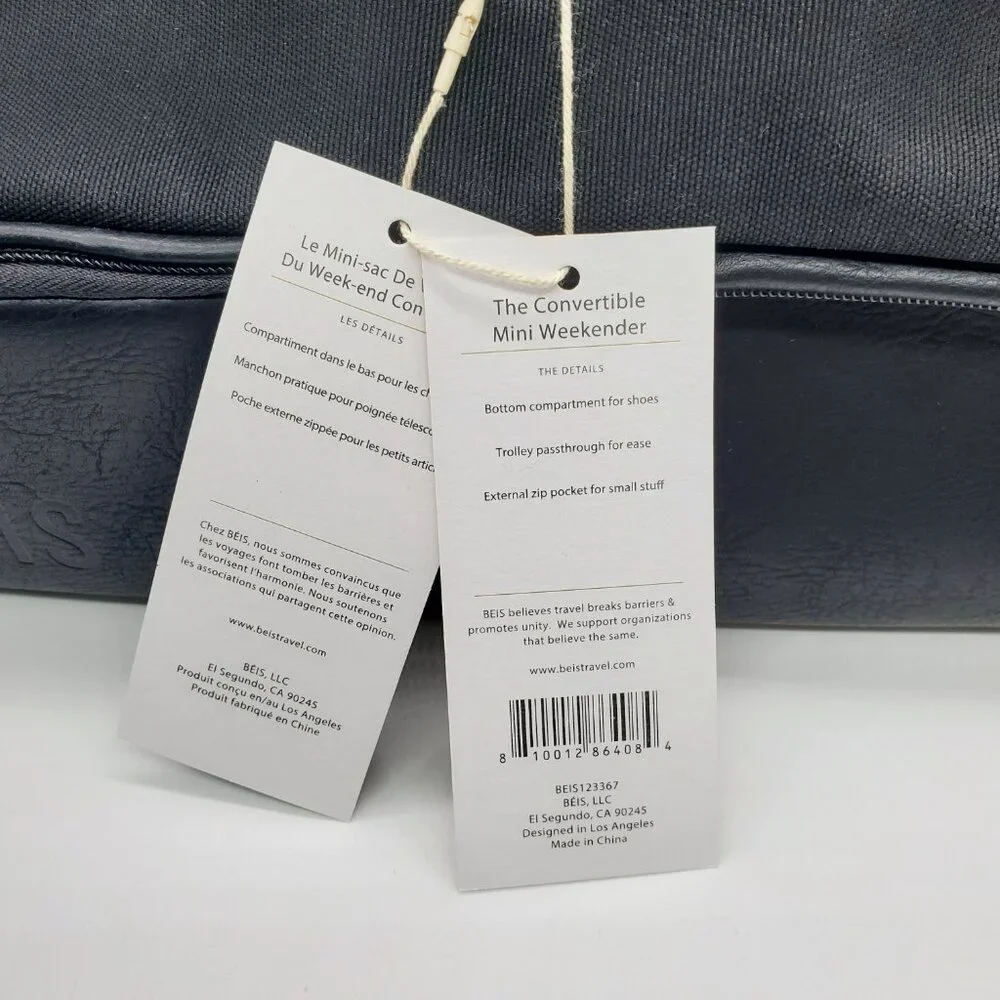 Le Mini-sac De
Du Week-end Con
LES DÉTAILS
Compartiment dans le bas pour les
Manchon pratique pour poignée
Poche externe zippée pour les petits
Chez BÉIS, nous sommes convaincus que
les voyages font tomber les barrières et
favorisent l'harmonie. Nous soutenons
les associations qui partagent cette opinion.
www.beistravel.com
BÉIS, LLC
El Segundo, CA 90245
Produit conçu en/au Los Angeles
Produit fabriqué en Chine
The Convertible
Mini Weekender
THE DETAILS
Bottom compartment for shoes
Trolley passthrough for ease
External zip pocket for small stuff
BEIS believes travel breaks barriers &
promotes unity. We support organizations
that believe the same.
www.beistravel.com
8 10012 86408 4
BEIS123367
BÉIS, LLC
El Segundo, CA 90245
Designed in Los Angeles
Made in China